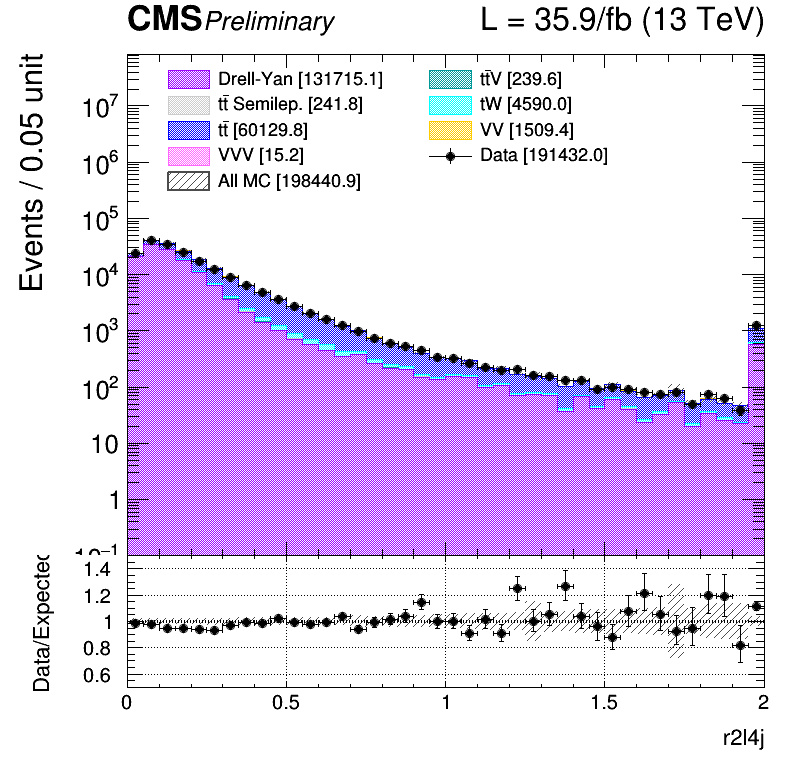 CMS Preliminary L = 35.9/fb (13 TeV)
Events / 0.05 unit
Drell-Yan [131715.1]
tt̄ Semilep. [241.8]
tt̄ [60129.8]
VVV [15.2]
All MC [198440.9]
tt̄V [239.6]
tW [4590.0]
VV [1509.4]
Data [191432.0]
10⁷
10⁶
10⁵
10⁴
10³
10²
10
1
10⁻¹
Data/Expected
1.4
1.2
1
0.8
0.6
0 0.5 1 1.5 2
r2l4j